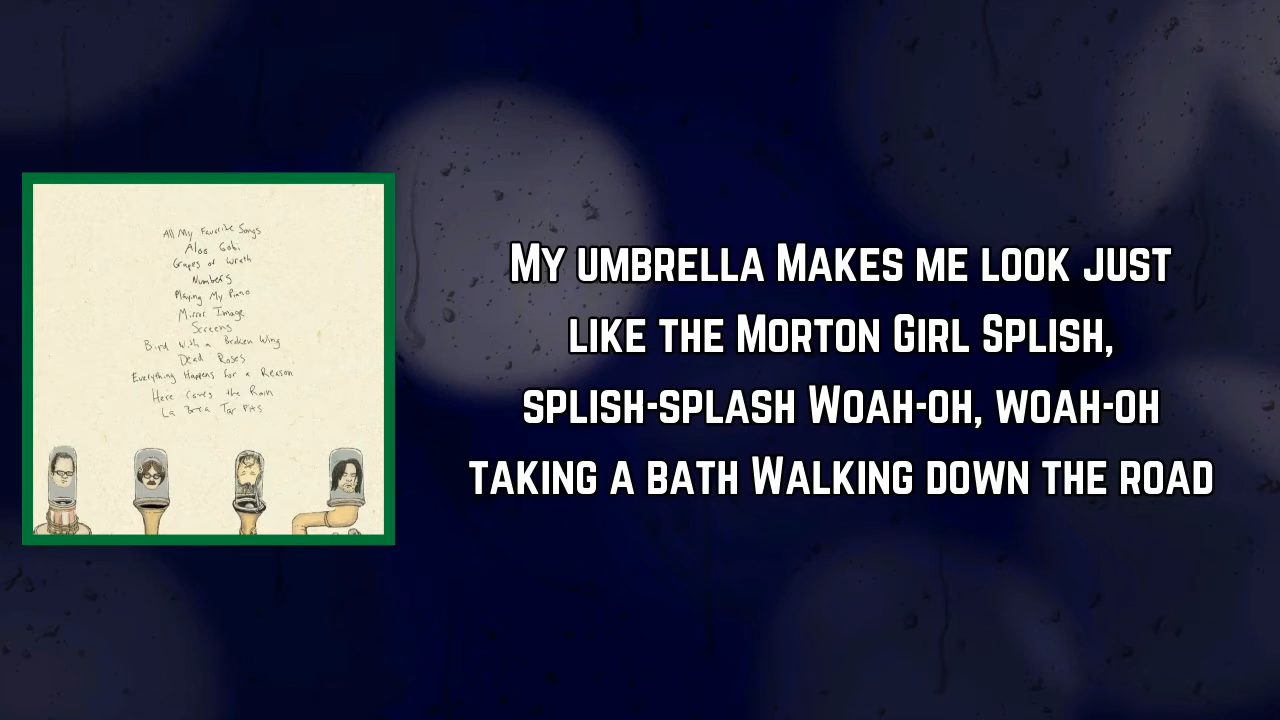 All My Favorite Songs
Aloo Gobi
Grapes of Wrath
Numbers
Playing My Piano
Mirror Image
Screens
Bird With a Broken Wing
Dead Roses
Everything Happens for a Reason
Here Comes the Rain
La Brea Tar Pits
My umbrella Makes me look just
like the Morton Girl Splish,
splish-splash Woah-oh, woah-oh
taking a bath Walking down the road